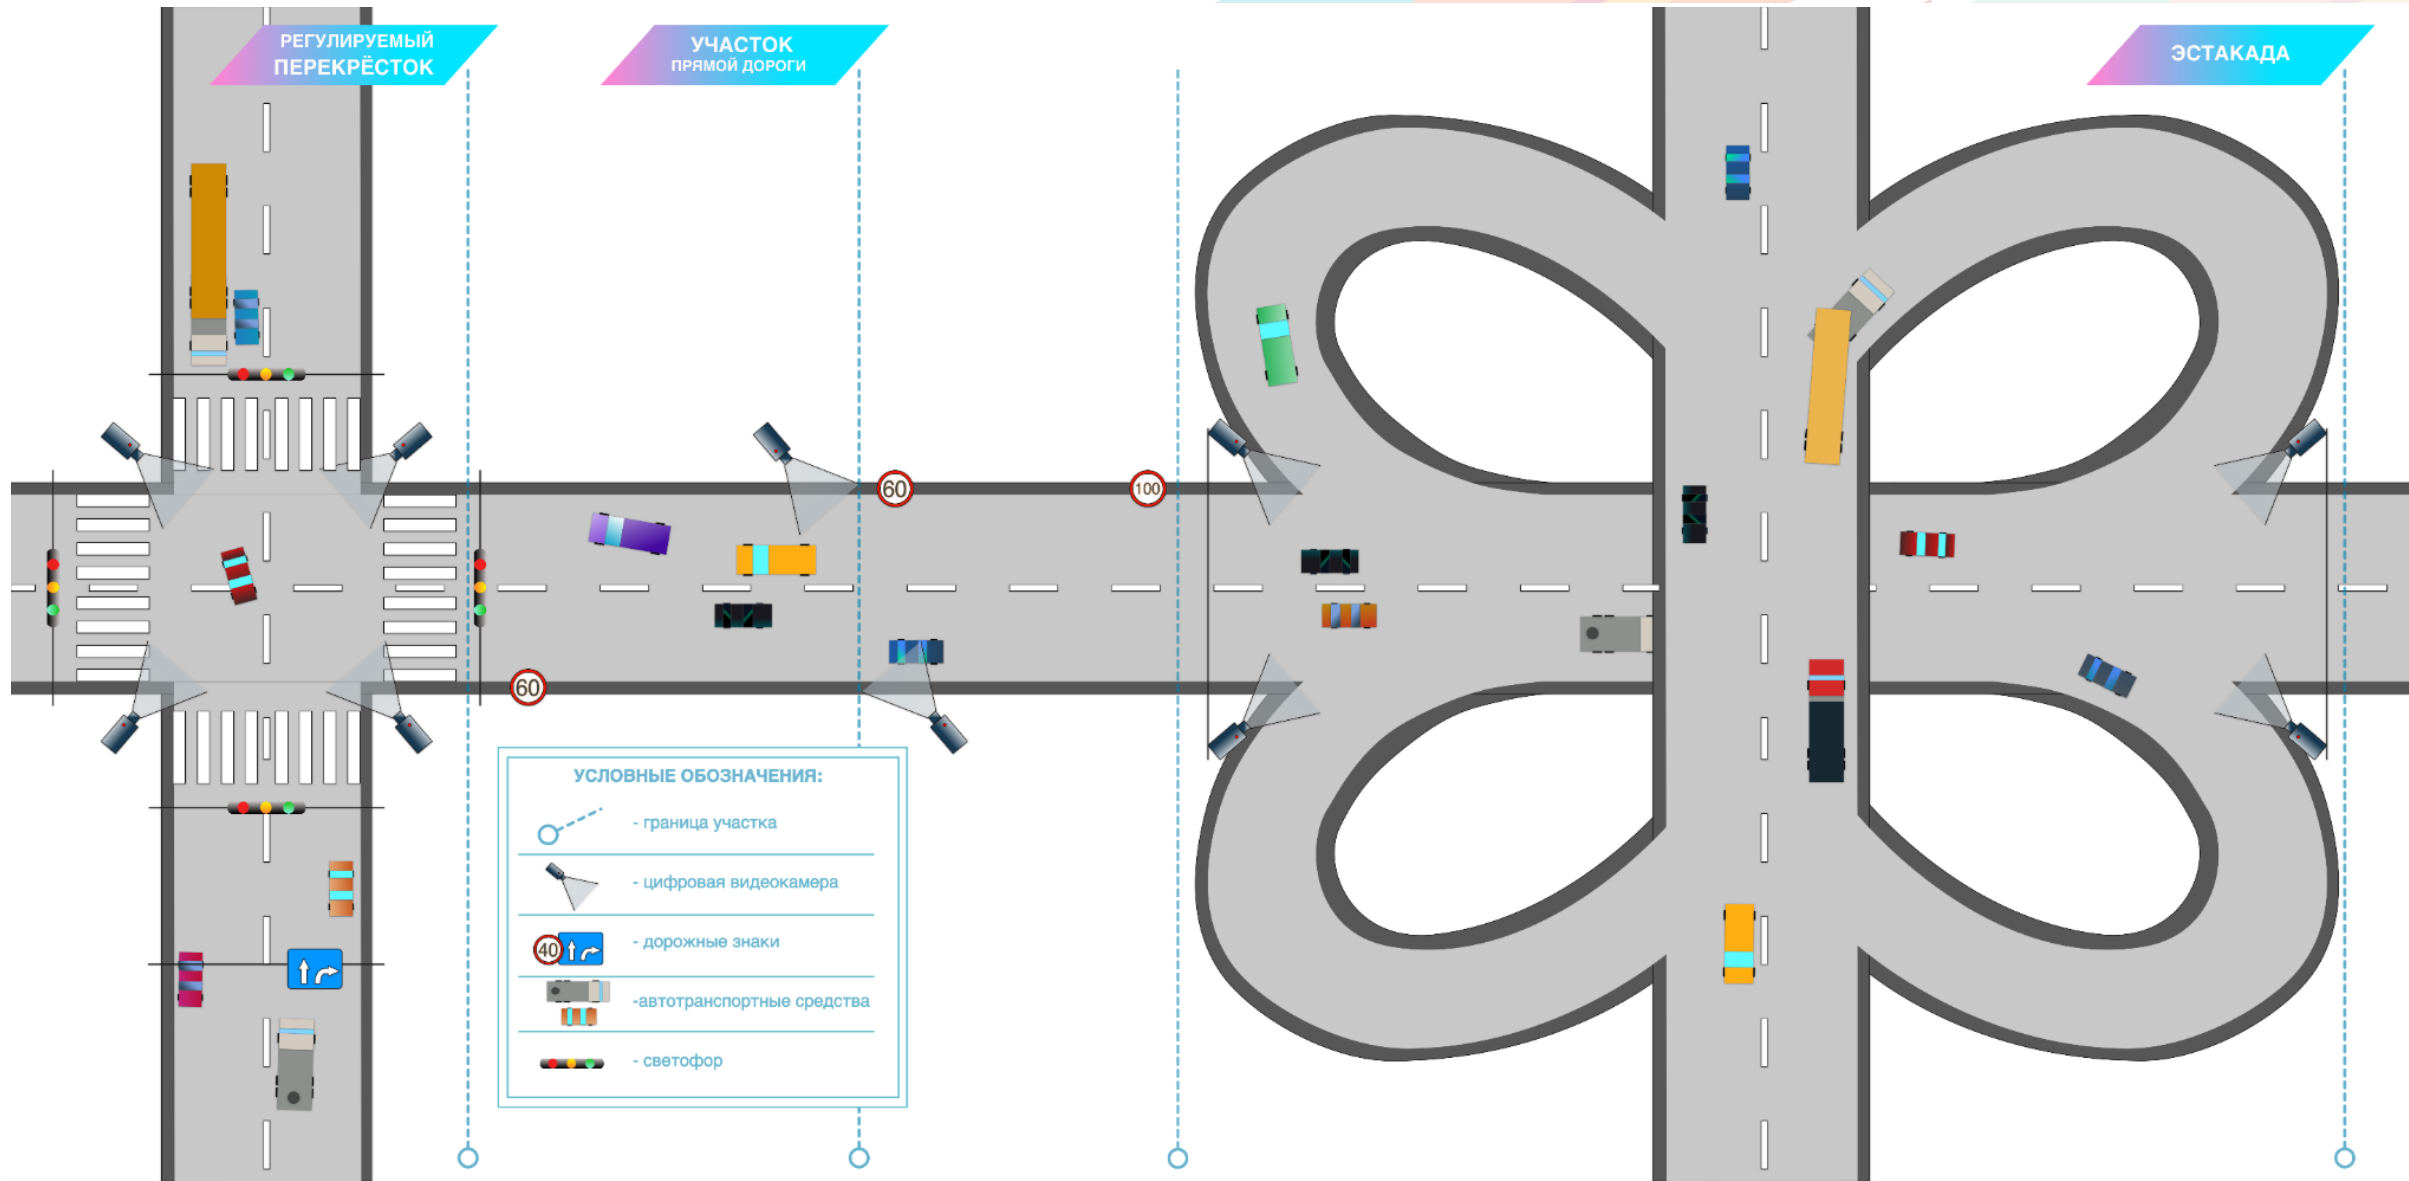 РЕГУЛИРУЕМЫЙ
ПЕРЕКРЁСТОК
УЧАСТОК
ПРЯМОЙ ДОРОГИ
ЭСТАКАДА
60
100
60
УСЛОВНЫЕ ОБОЗНАЧЕНИЯ:
- граница участка
- цифровая видеокамера
40
- дорожные знаки
-автотранспортные средства
- светофор